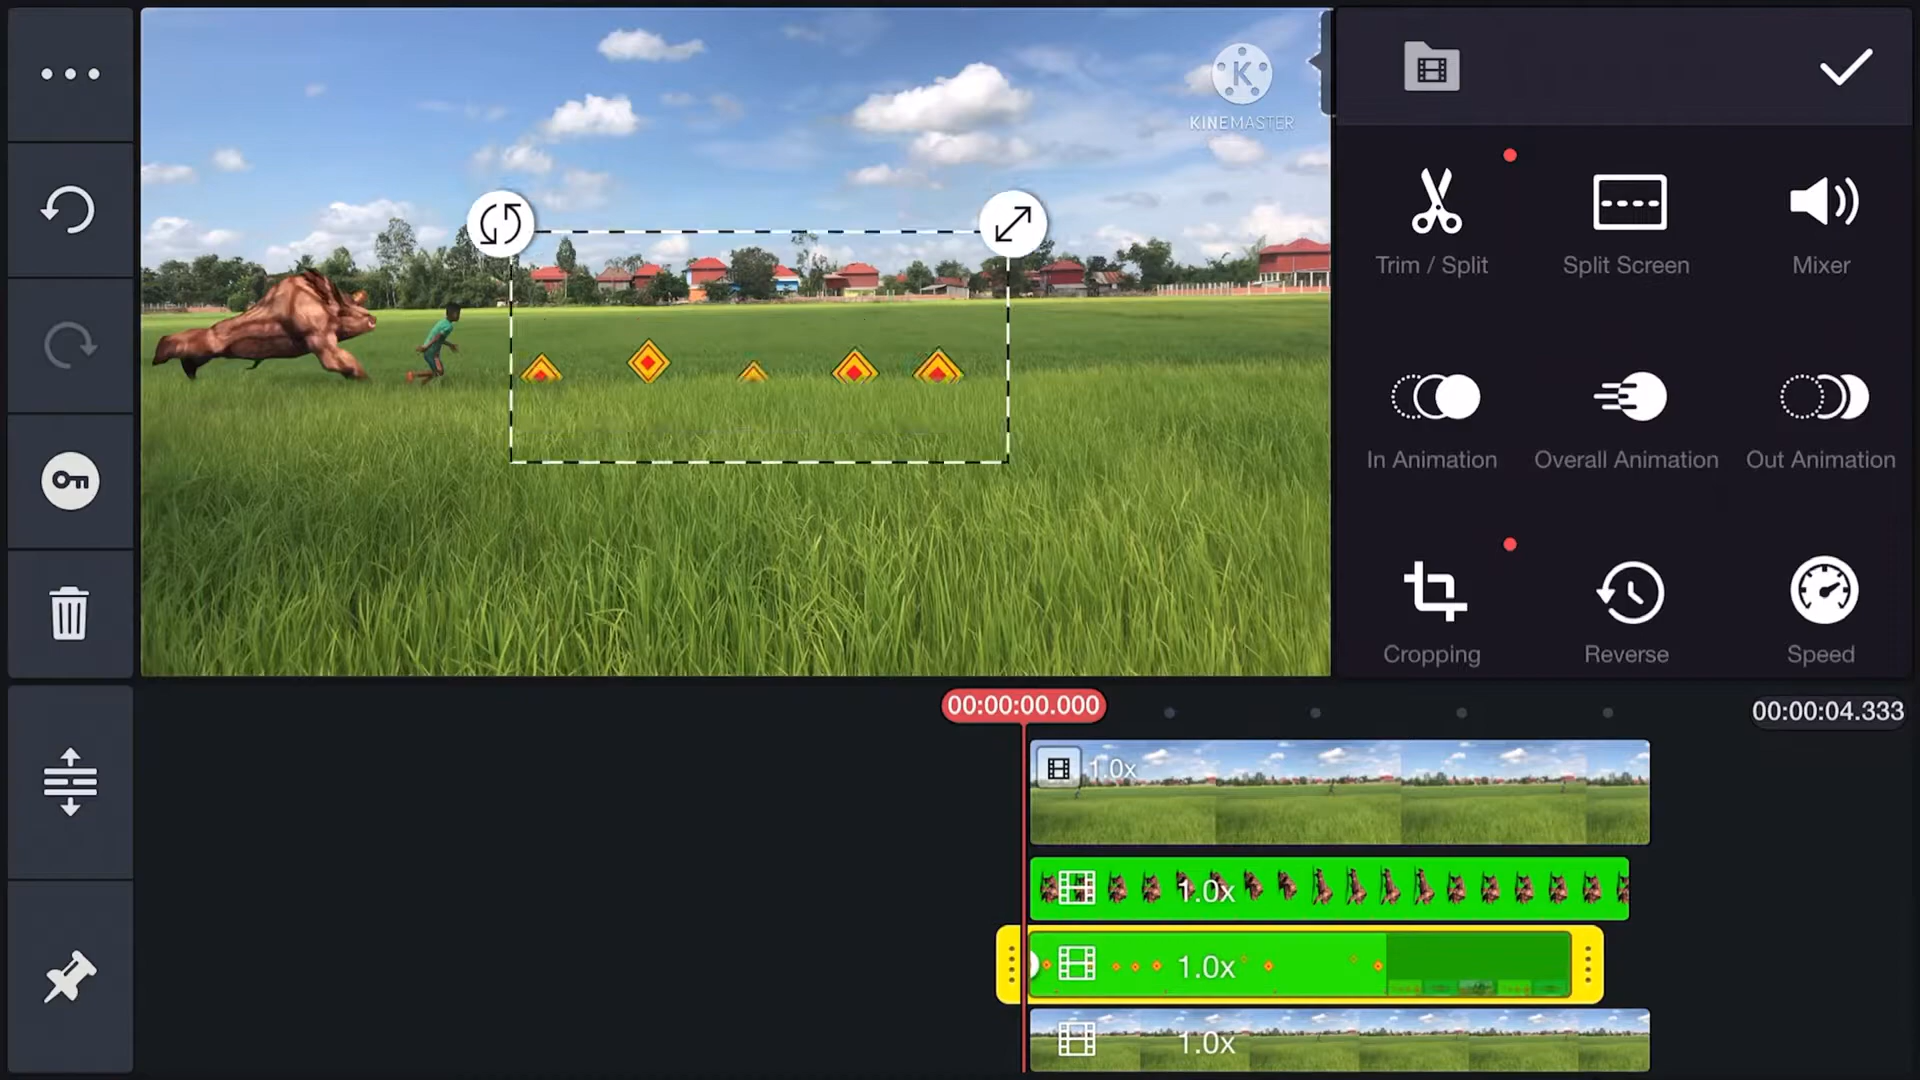 K
KINEMASTER
Trim / Split
Split Screen
Mixer
In Animation
Overall Animation
Out Animation
Cropping
Reverse
Speed
00:00:00.000
00:00:04.333
1.0x
1.0x
1.0x
1.0x